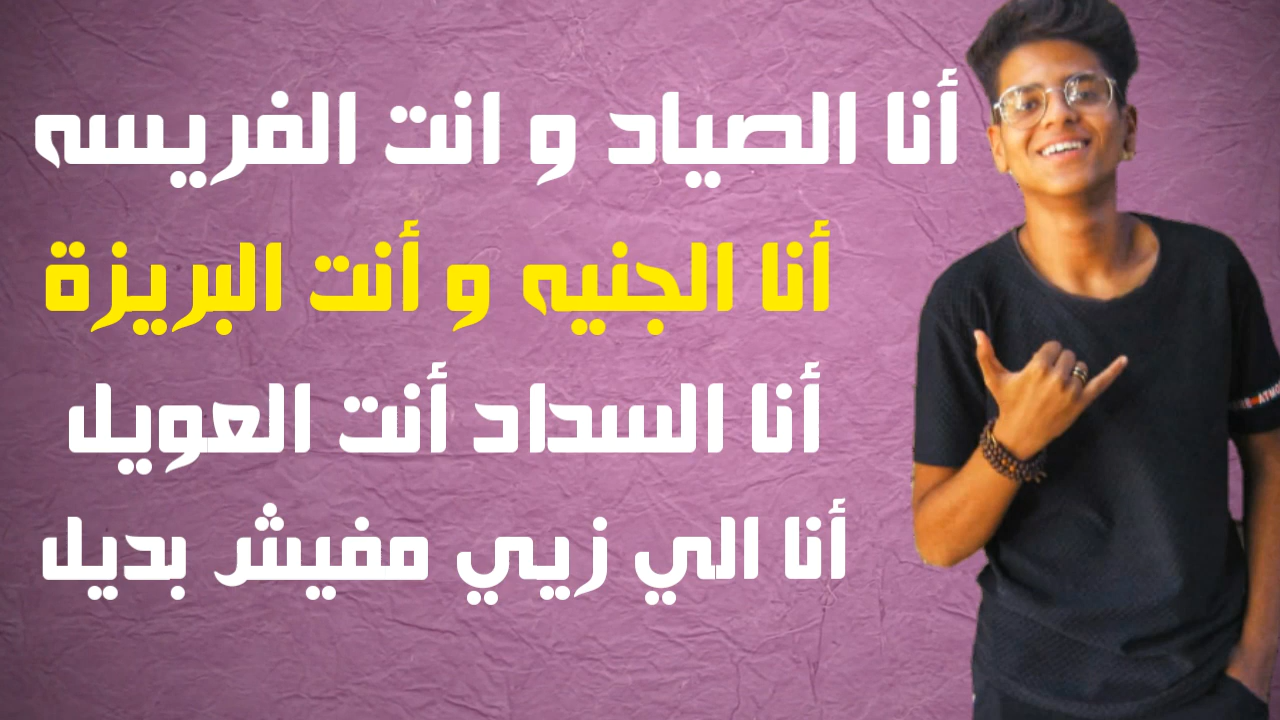 أنا الصياد و انت الفريسه
أنا الجنيه و أنت البريزة
أنا السداد أنت العويل
أنا الي زيي مفيش بديل